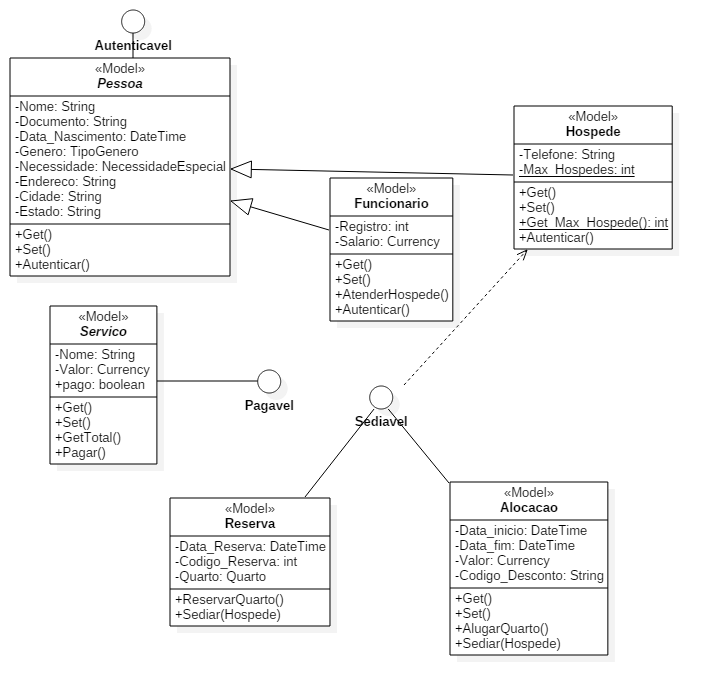 Autenticavel
«Model»
Pessoa
-Nome: String
-Documento: String
-Data_Nascimento: DateTime
-Genero: TipoGenero
-Necessidade: NecessidadeEspecial
-Endereco: String
-Cidade: String
-Estado: String
+Get()
+Set()
+Autenticar()
«Model»
Hospede
-Telefone: String
-Max_Hospedes: int
+Get()
+Set()
+Get_Max_Hospede(): int
+Autenticar()
«Model»
Funcionario
-Registro: int
-Salario: Currency
+Get()
+Set()
+AtenderHospede()
+Autenticar()
«Model»
Servico
-Nome: String
-Valor: Currency
+pago: boolean
+Get()
+Set()
+GetTotal()
+Pagar()
Pagavel
Sediavel
«Model»
Reserva
-Data_Reserva: DateTime
-Codigo_Reserva: int
-Quarto: Quarto
+ReservarQuarto()
+Sediar(Hospede)
«Model»
Alocacao
-Data_inicio: DateTime
-Data_fim: DateTime
-Valor: Currency
-Codigo_Desconto: String
+Get()
+Set()
+AlugarQuarto()
+Sediar(Hospede)